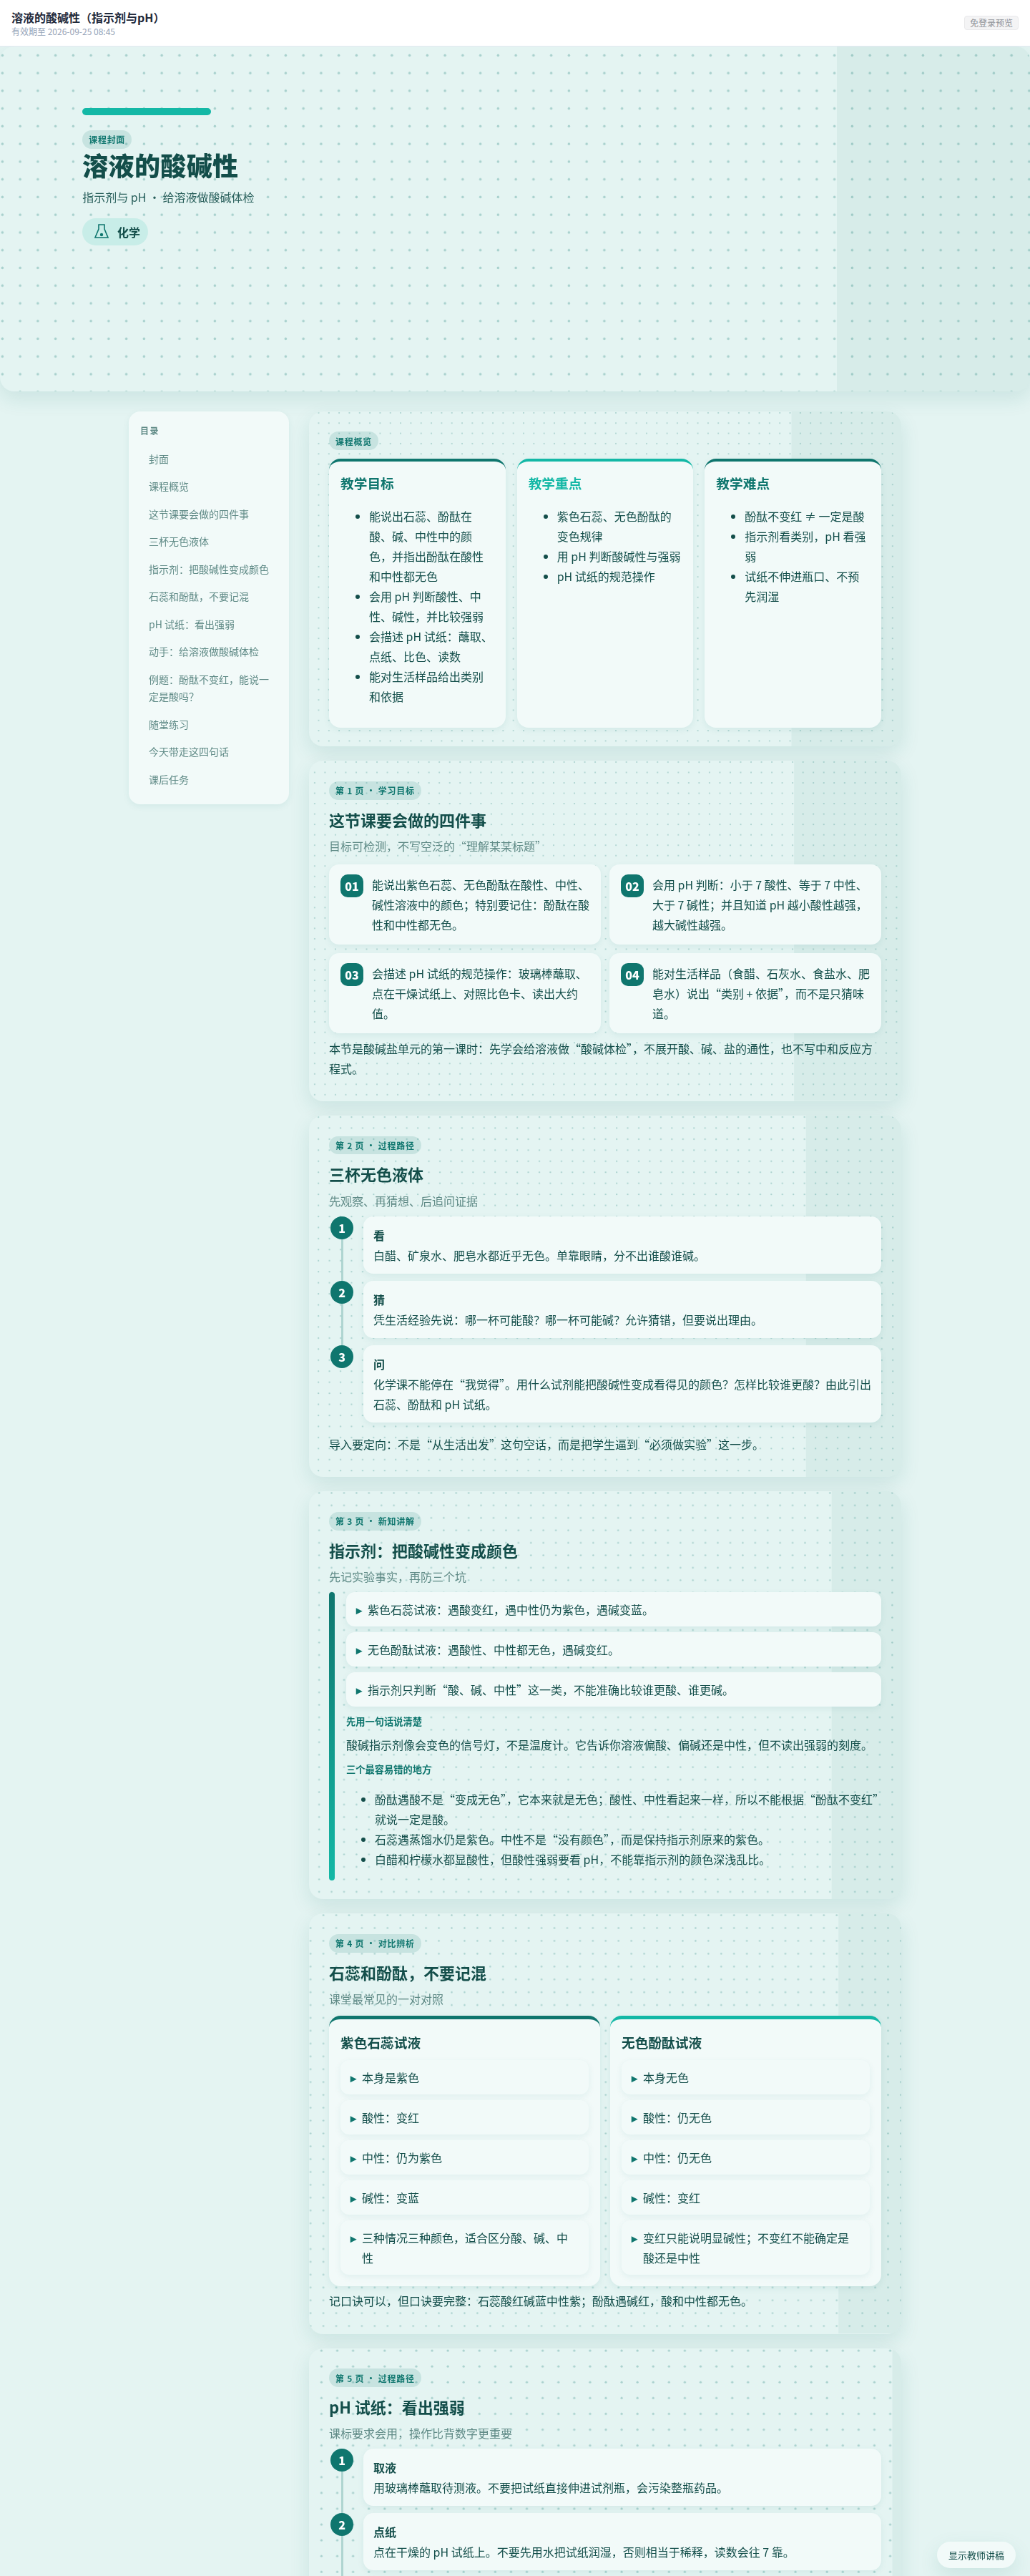 溶液的酸碱性（指示剂与pH）
有效期至 2026-09-25 08:45
免登录预览
课程封面
溶液的酸碱性
指示剂与 pH · 给溶液做酸碱体检
化学
目录
封面
课程概览
这节课要会做的四件事
三杯无色液体
指示剂：把酸碱性变成颜色
石蕊和酚酞，不要记混
pH 试纸：看出强弱
动手：给溶液做酸碱体检
例题：酚酞不变红，能说一
定是酸吗？
随堂练习
今天带走这四句话
课后任务
课程概览
教学目标
能说出石蕊、酚酞在
酸、碱、中性中的颜
色，并指出酚酞在酸性
和中性都无色
会用 pH 判断酸性、中
性、碱性，并比较强弱
会描述 pH 试纸：蘸取、
点纸、比色、读数
能对生活样品给出类别
和依据
教学重点
紫色石蕊、无色酚酞的
变色规律
用 pH 判断酸碱性与强弱
pH 试纸的规范操作
教学难点
酚酞不变红 ≠ 一定是酸
指示剂看类别，pH 看强
弱
试纸不伸进瓶口、不预
先润湿
第 1 页 · 学习目标
这节课要会做的四件事
目标可检测，不写空泛的“理解某某标题”
01
能说出紫色石蕊、无色酚酞在酸性、中性、
碱性溶液中的颜色；特别要记住：酚酞在酸
性和中性都无色。
02
会用 pH 判断：小于 7 酸性、等于 7 中性、
大于 7 碱性；并且知道 pH 越小酸性越强，
越大碱性越强。
03
会描述 pH 试纸的规范操作：玻璃棒蘸取、
点在干燥试纸上、对照比色卡、读出大约
值。
04
能对生活样品（食醋、石灰水、食盐水、肥
皂水）说出“类别 + 依据”，而不是只猜味
道。
本节是酸碱盐单元的第一课时：先学会给溶液做“酸碱体检”，不展开酸、碱、盐的通性，也不写中和反应方
程式。
第 2 页 · 过程路径
三杯无色液体
先观察、再猜想、后追问证据
1
看
白醋、矿泉水、肥皂水都近乎无色。单靠眼睛，分不出谁酸谁碱。
2
猜
凭生活经验先说：哪一杯可能酸？哪一杯可能碱？允许猜错，但要说出理由。
3
问
化学课不能停在“我觉得”。用什么试剂能把酸碱性变成看得见的颜色？怎样比较谁更酸？由此引出
石蕊、酚酞和 pH 试纸。
导入要定向：不是“从生活出发”这句空话，而是把学生逼到“必须做实验”这一步。
第 3 页 · 新知讲解
指示剂：把酸碱性变成颜色
先记实验事实，再防三个坑
▸ 紫色石蕊试液：遇酸变红，遇中性仍为紫色，遇碱变蓝。
▸ 无色酚酞试液：遇酸性、中性都无色，遇碱变红。
▸ 指示剂只判断“酸、碱、中性”这一类，不能准确比较谁更酸、谁更碱。
先用一句话说清楚
酸碱指示剂像会变色的信号灯，不是温度计。它告诉你溶液偏酸、偏碱还是中性，但不读出强弱的刻度。
三个最容易错的地方
酚酞遇酸不是“变成无色”，它本来就是无色；酸性、中性看起来一样，所以不能根据“酚酞不变红”
就说一定是酸。
石蕊遇蒸馏水仍是紫色。中性不是“没有颜色”，而是保持指示剂原来的紫色。
白醋和柠檬水都显酸性，但酸性强弱要看 pH，不能靠指示剂的颜色深浅乱比。
第 4 页 · 对比辨析
石蕊和酚酞，不要记混
课堂最常见的一对对照
紫色石蕊试液
▸ 本身是紫色
▸ 酸性：变红
▸ 中性：仍为紫色
▸ 碱性：变蓝
▸ 三种情况三种颜色，适合区分酸、碱、中
性
无色酚酞试液
▸ 本身无色
▸ 酸性：仍无色
▸ 中性：仍无色
▸ 碱性：变红
▸ 变红只能说明显碱性；不变红不能确定是
酸还是中性
记口诀可以，但口诀要完整：石蕊酸红碱蓝中性紫；酚酞遇碱红，酸和中性都无色。
第 5 页 · 过程路径
pH 试纸：看出强弱
课标要求会用，操作比背数字更重要
1
取液
用玻璃棒蘸取待测液。不要把试纸直接伸进试剂瓶，会污染整瓶药品。
2
点纸
点在干燥的 pH 试纸上。不要先用水把试纸润湿，否则相当于稀释，读数会往 7 靠。
显示教师讲稿